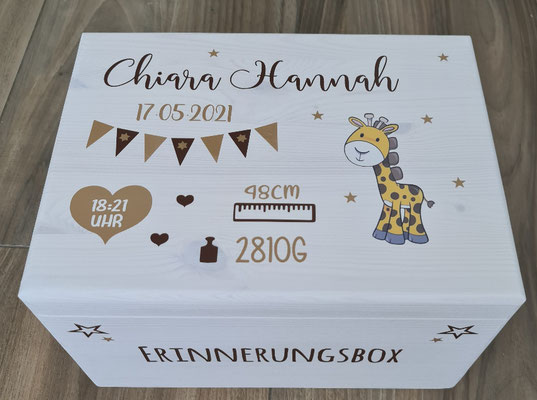 Chiara Hannah
17·05·2021
18:21
UHR
48CM
2810G
ERINNERUNGSBOX